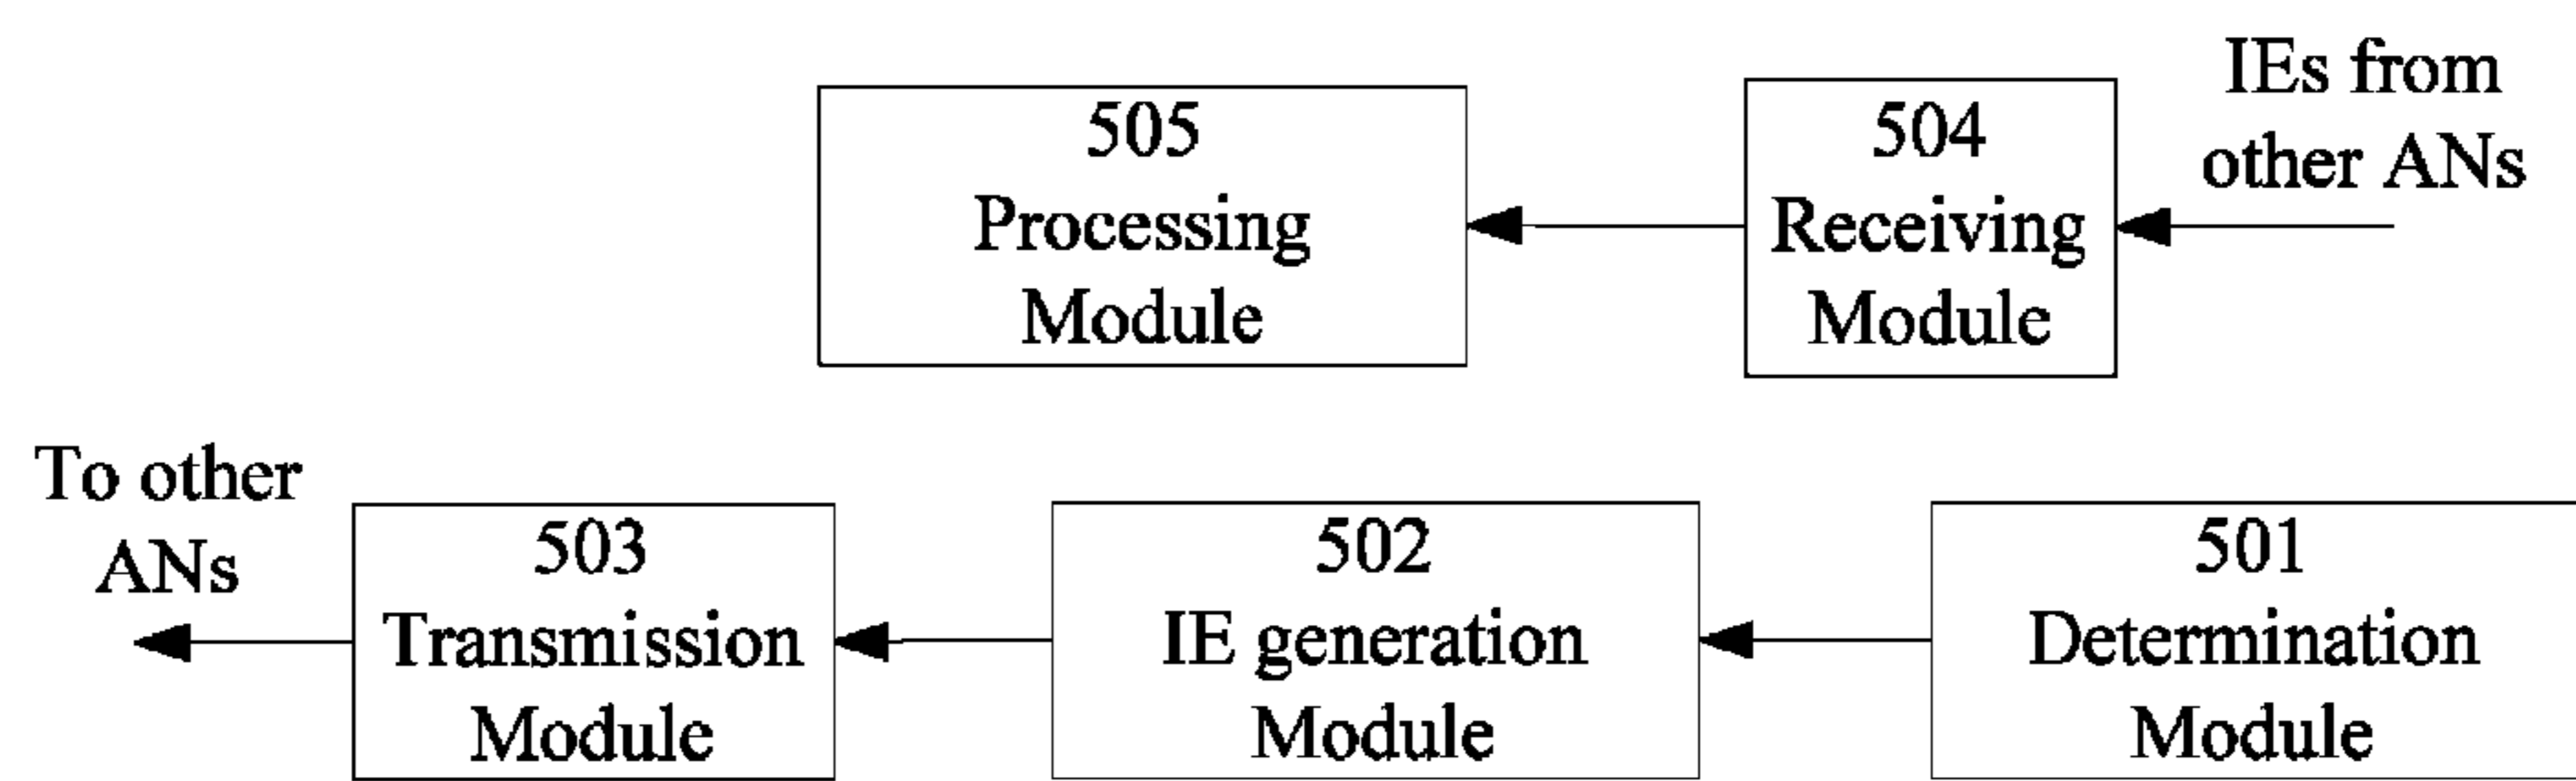 505
Processing
Module
504
Receiving
Module
IEs from
other ANs
To other
ANs
503
Transmission
Module
502
IE generation
Module
501
Determination
Module